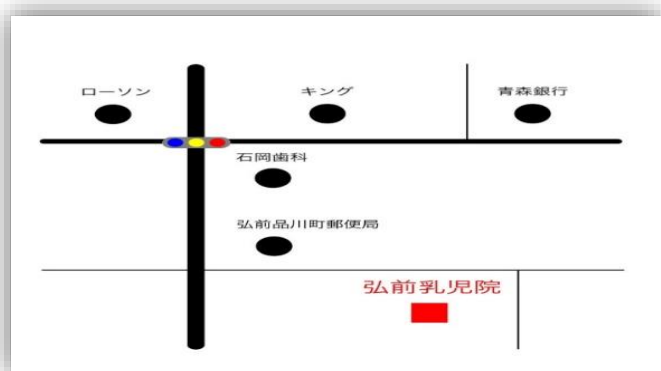 ローソン
キング
青森銀行
石岡歯科
弘前品川町郵便局
弘前乳児院